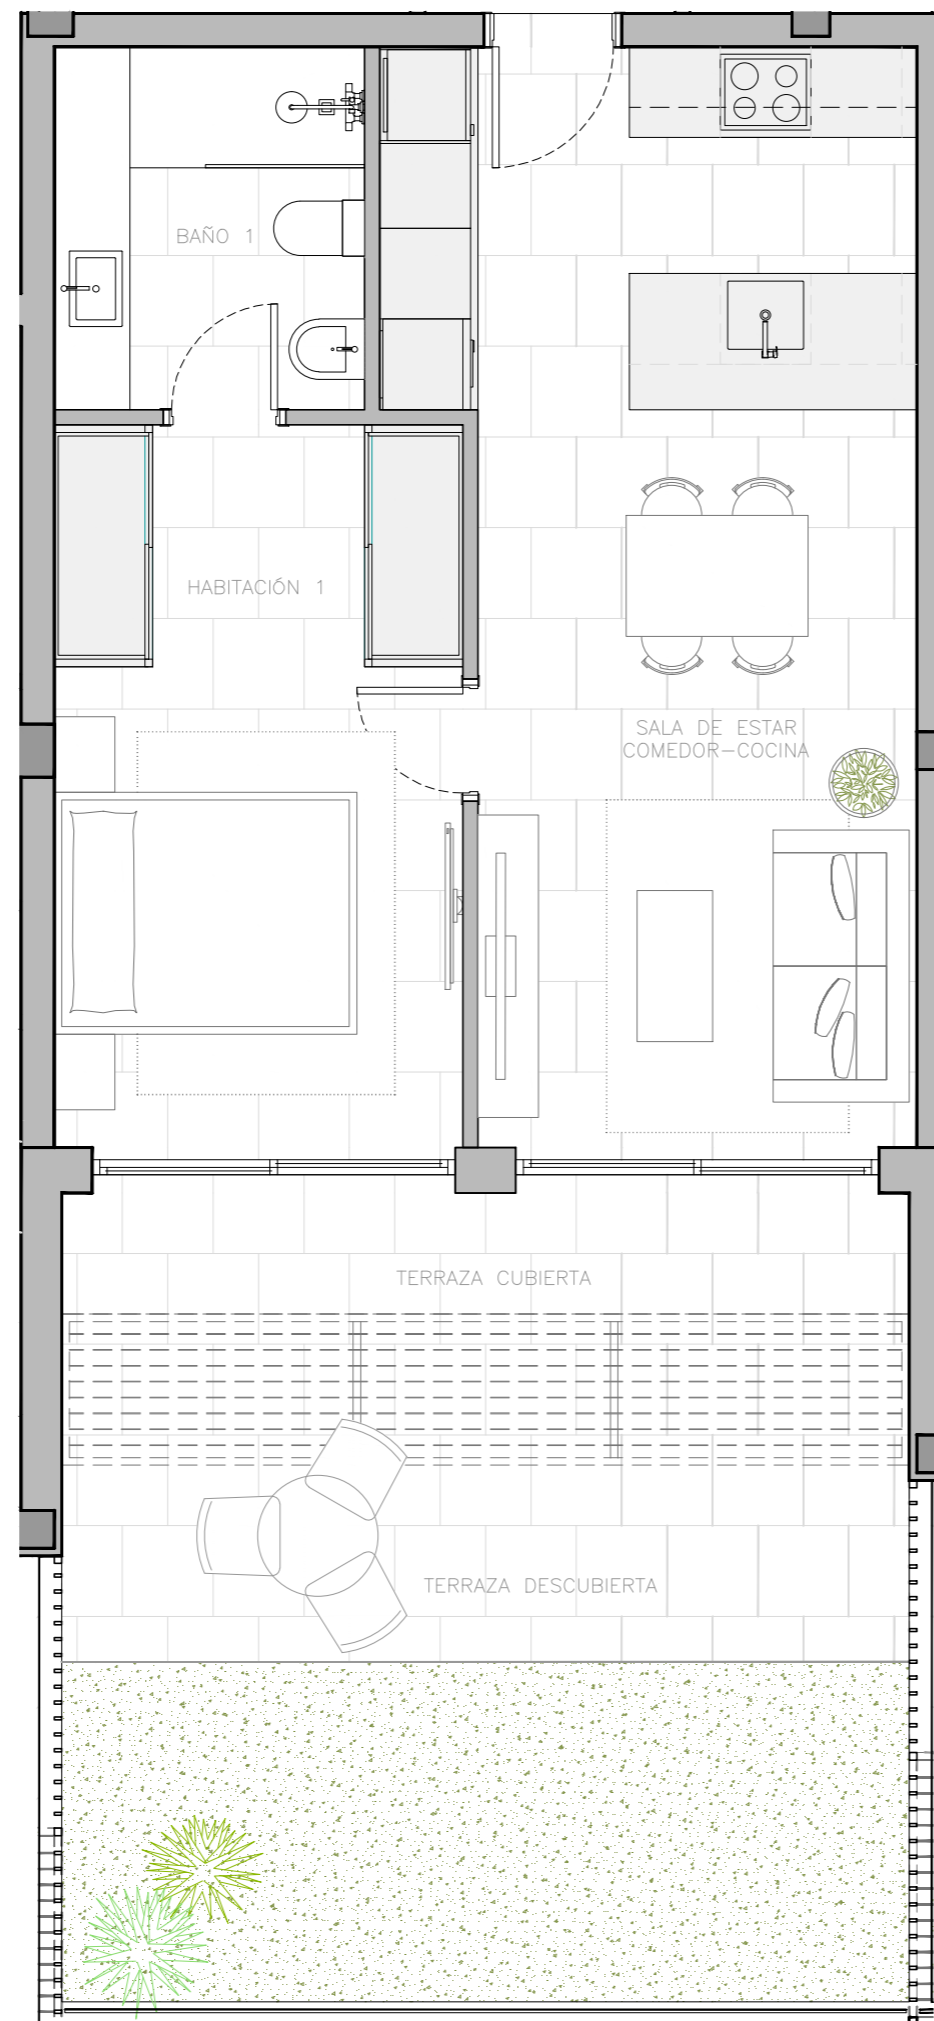 BAÑO 1
HABITACIÓN 1
SALA DE ESTAR
COMEDOR-COCINA
TERRAZA CUBIERTA
TERRAZA DESCUBIERTA